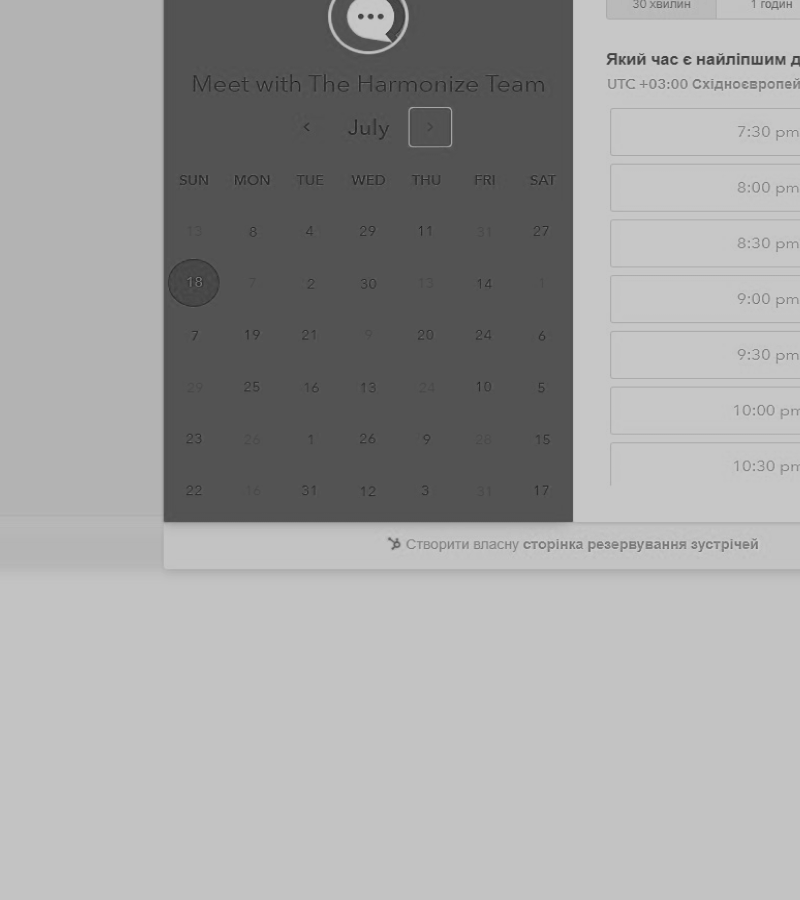 30 хвилин 1 годин
Meet with The Harmonize Team
July
SUN MON TUE WED THU FRI SAT
13 8 4 29 11 31 27
18 7 2 30 13 14 1
7 19 21 9 20 24 6
29 25 16 13 24 10 5
23 26 1 26 9 28 15
22 16 31 12 3 31 17
Який час є найліпшим д
UTC +03:00 Східноєвропей
7:30 pm
8:00 pm
8:30 pm
9:00 pm
9:30 pm
10:00 pm
10:30 pm
Створити власну сторінка резервування зустрічей